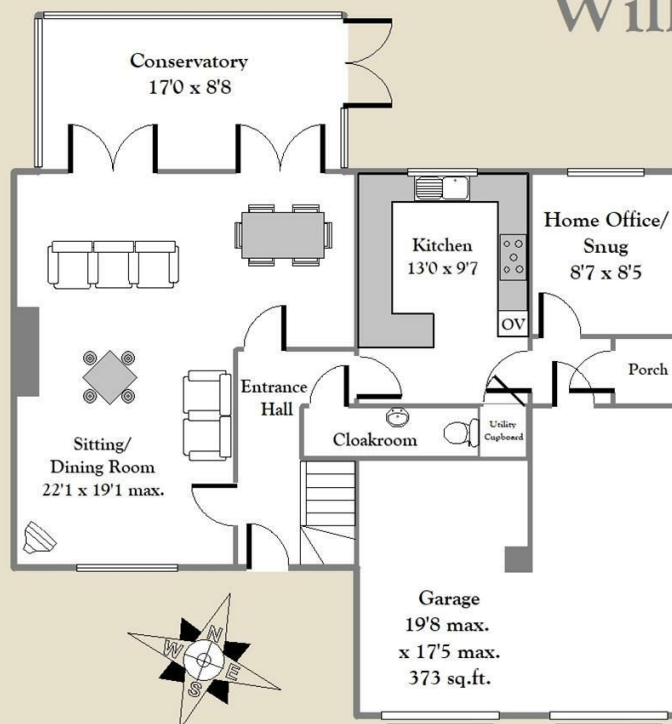 Will
Conservatory
17'0 x 8'8
Kitchen
13'0 x 9'7
OV
Home Office/
Snug
8'7 x 8'5
Porch
Entrance
Hall
Cloakroom
Utility
Cupboard
Sitting/
Dining Room
22'1 x 19'1 max.
Garage
19'8 max.
x 17'5 max.
373 sq.ft.
N
W
E
S